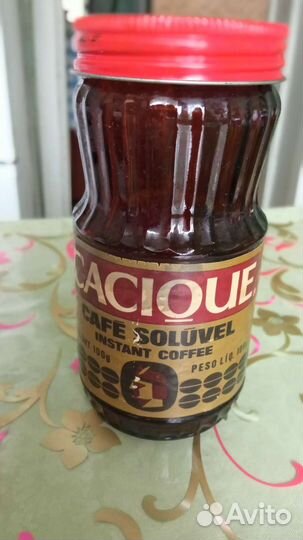 CACIQUE
CAFÉ SOLÚVEL
INSTANT COFFEE
100g
PESO LÍQ.
Avito